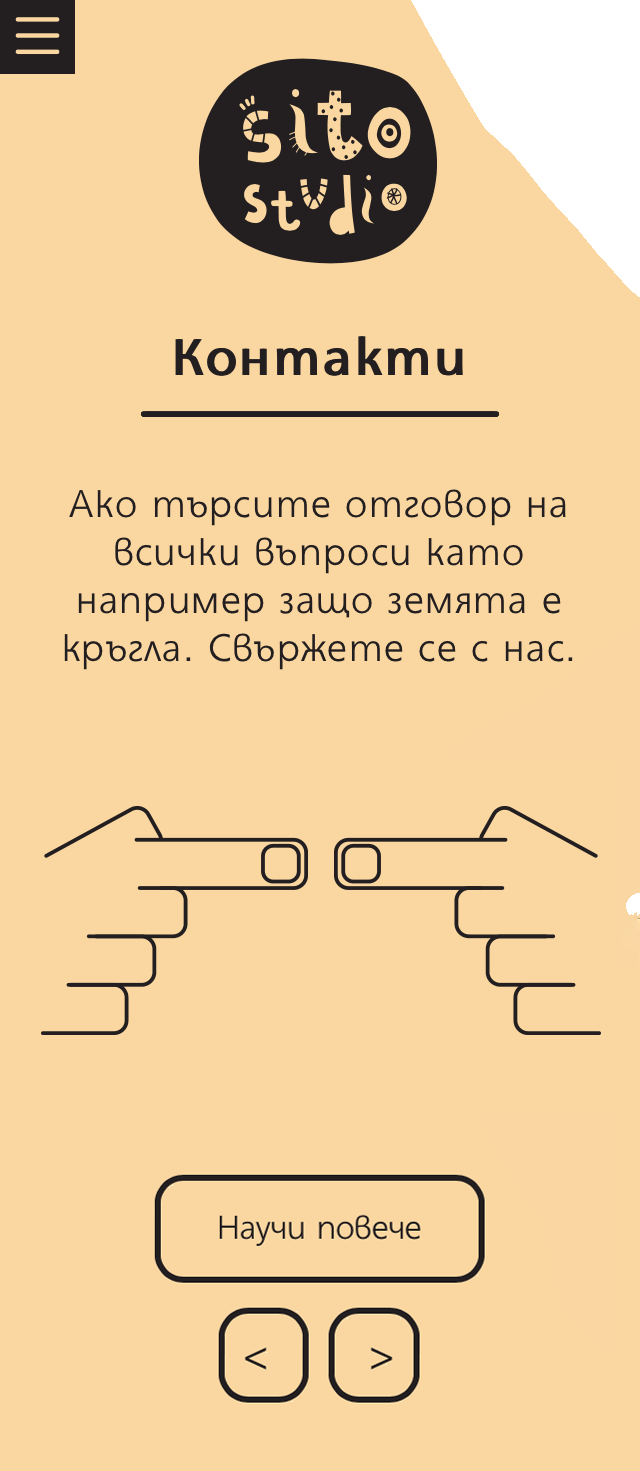 sito
studio
Контакти
Ако търсите отговор на
всички въпроси като
например защо земята е
кръгла. Свържете се с нас.
Научи повече
< >